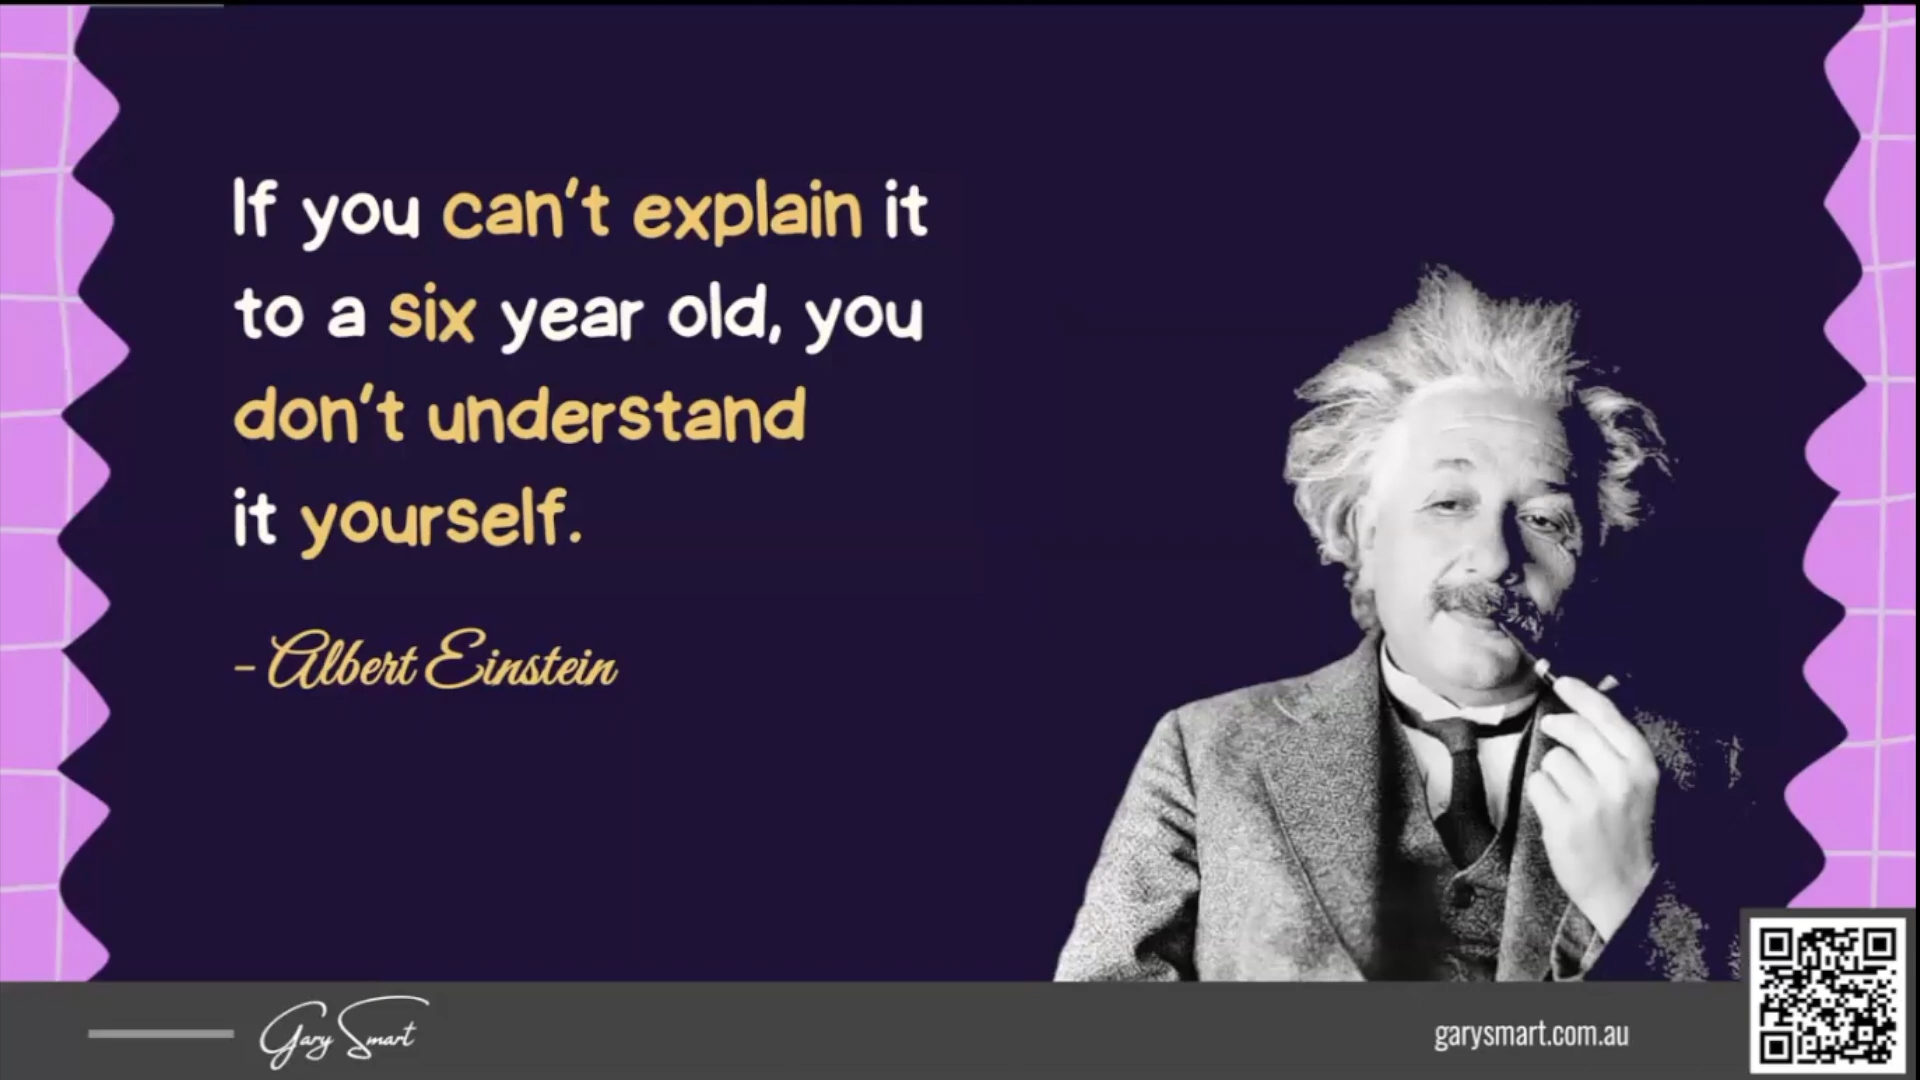 If you can't explain it
to a six year old, you
don't understand
it yourself.
- Albert Einstein
Gary Smart
garysmart.com.au